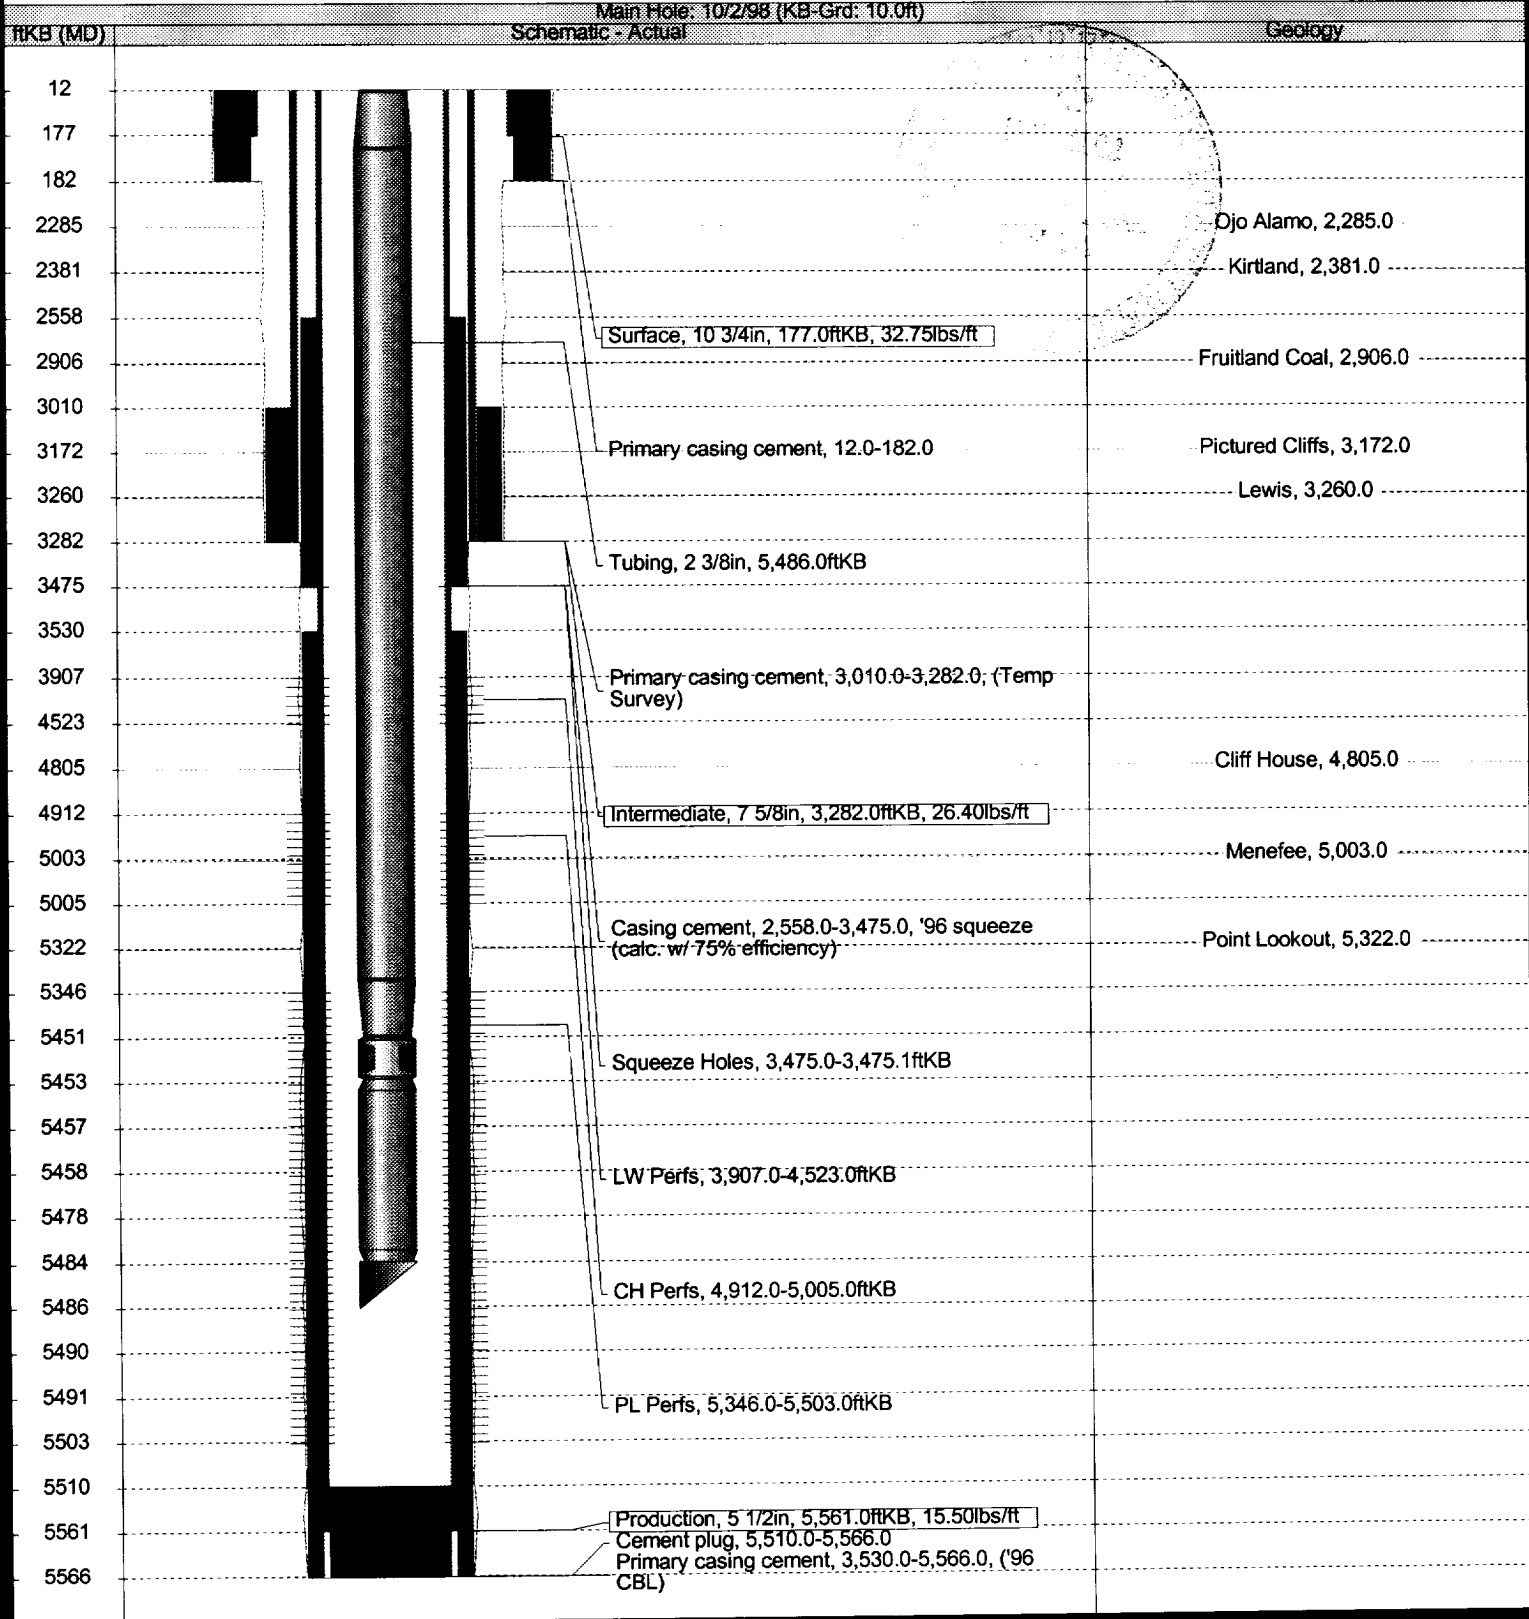 Main Hole: 10/2/98 (KB-Grd: 10.0ft)
ftKB (MD)
Schematic - Actual
Geology
12
177
182
2285
Ojo Alamo, 2,285.0
2381
Kirtland, 2,381.0
2558
Surface, 10 3/4in, 177.0ftKB, 32.75lbs/ft
2906
Fruitland Coal, 2,906.0
3010
3172
Primary casing cement, 12.0-182.0
Pictured Cliffs, 3,172.0
3260
Lewis, 3,260.0
3282
Tubing, 2 3/8in, 5,486.0ftKB
3475
3530
3907
Primary casing cement, 3,010.0-3,282.0, (Temp
Survey)
4523
4805
Cliff House, 4,805.0
4912
Intermediate, 7 5/8in, 3,282.0ftKB, 26.40lbs/ft
5003
Menefee, 5,003.0
5005
Casing cement, 2,558.0-3,475.0, '96 squeeze
(calc. w/ 75% efficiency)
5322
Point Lookout, 5,322.0
5346
5451
Squeeze Holes, 3,475.0-3,475.1ftKB
5453
5457
5458
LW Perfs, 3,907.0-4,523.0ftKB
5478
5484
CH Perfs, 4,912.0-5,005.0ftKB
5486
5490
5491
PL Perfs, 5,346.0-5,503.0ftKB
5503
5510
Production, 5 1/2in, 5,561.0ftKB, 15.50lbs/ft
5561
Cement plug, 5,510.0-5,566.0
Primary casing cement, 3,530.0-5,566.0, ('96
CBL)
5566